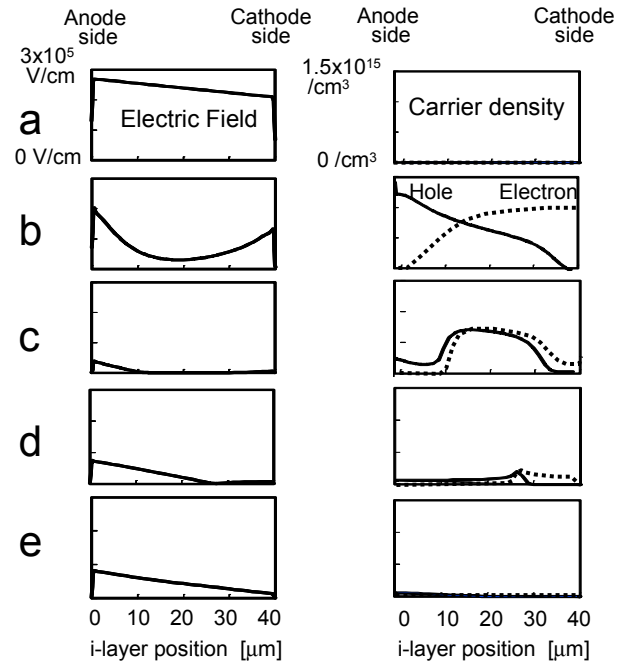 Anode side
Cathode side
Anode side
Cathode side
3x10⁵ V/cm
1.5x10¹⁵ /cm³
a
Electric Field
Carrier density
0 V/cm
0 /cm³
b
Hole
Electron
c
d
e
0 10 20 30 40
0 10 20 30 40
i-layer position [μm]
i-layer position [μm]